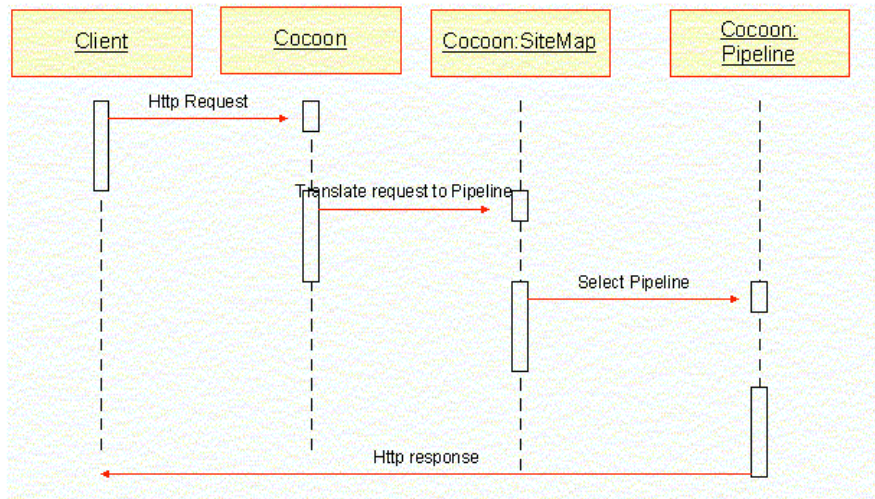 Client
Cocoon
Cocoon:SiteMap
Cocoon:
Pipeline
Http Request
Translate request to Pipeline
Select Pipeline
Http response